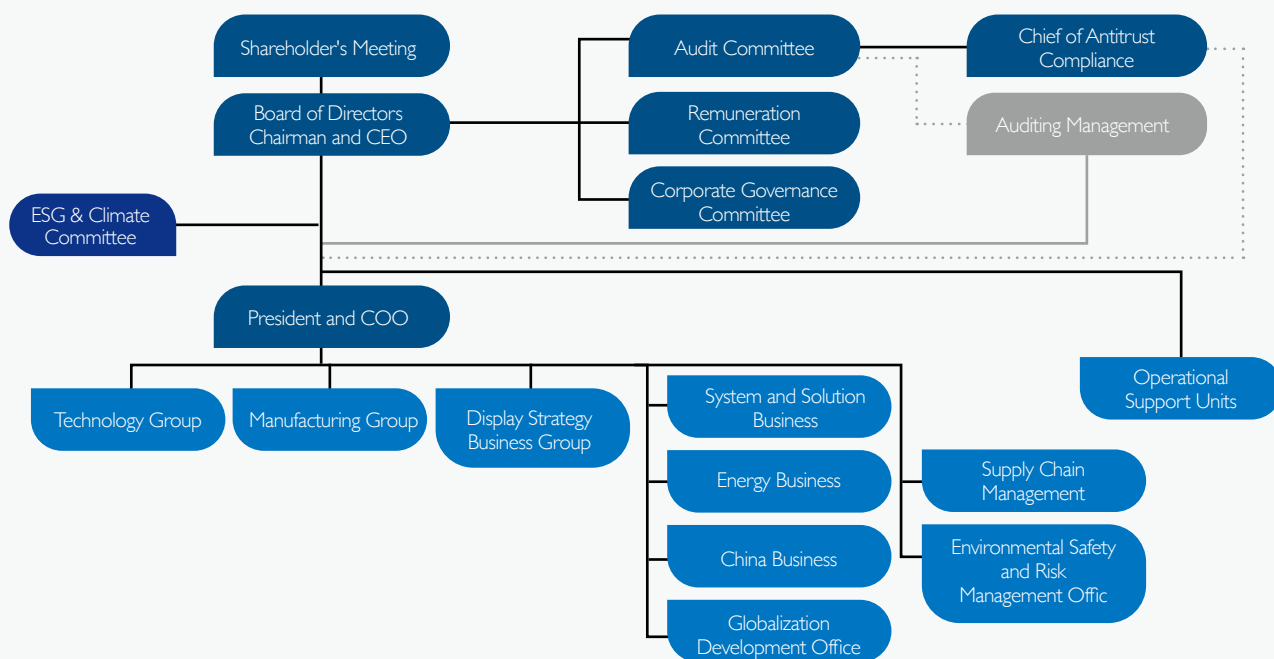 Shareholder's Meeting
Audit Committee
Chief of Antitrust
Compliance
Board of Directors
Chairman and CEO
Remuneration
Committee
Auditing Management
Corporate Governance
Committee
ESG & Climate
Committee
President and COO
Technology Group
Manufacturing Group
Display Strategy
Business Group
System and Solution
Business
Operational
Support Units
Energy Business
Supply Chain
Management
China Business
Environmental Safety
and Risk
Management Offic
Globalization
Development Office